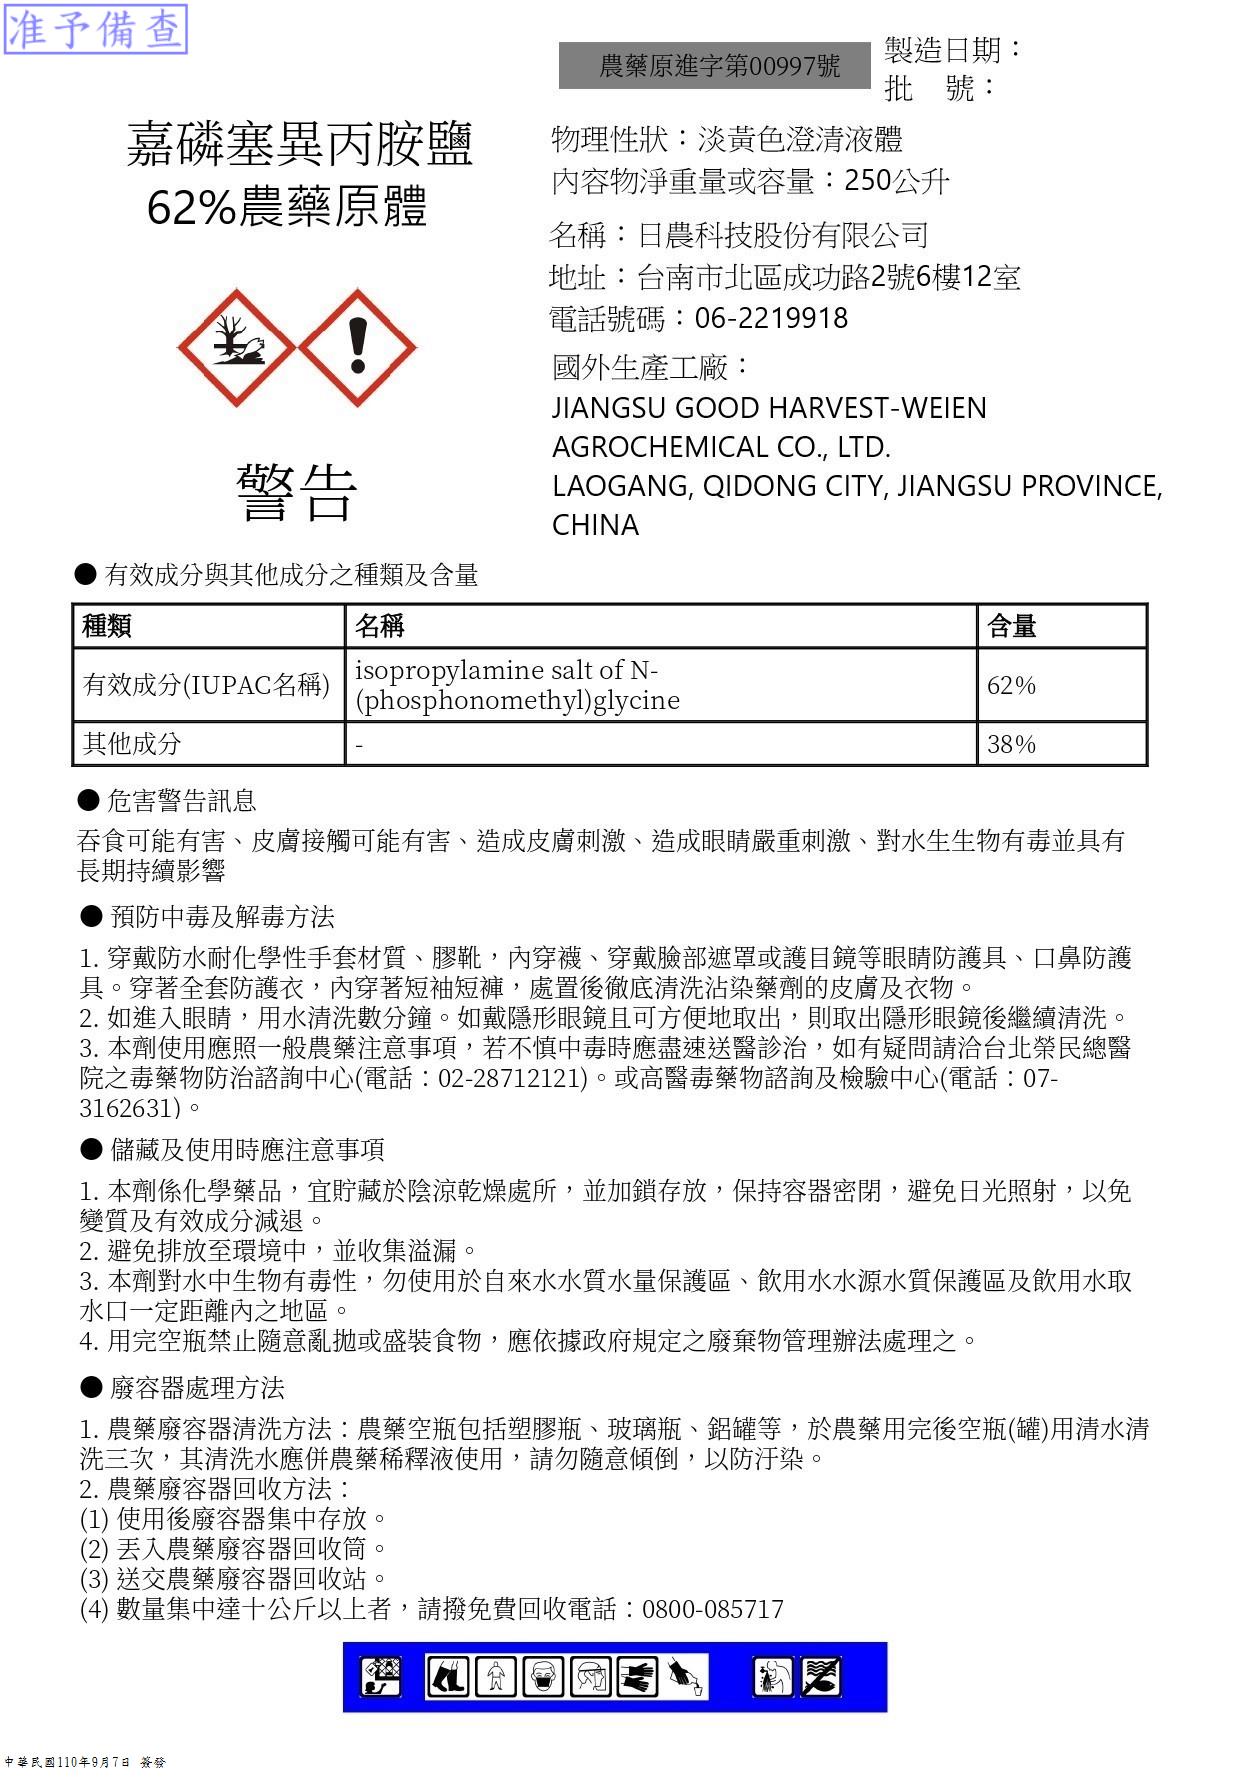 准予備查
農藥原進字第00997號
製造日期：
批　號：
嘉磷塞異丙胺鹽
62%農藥原體
物理性狀：淡黃色澄清液體
內容物淨重量或容量：250公升
名稱：日農科技股份有限公司
地址：台南市北區成功路2號6樓12室
電話號碼：06-2219918
國外生產工廠：
JIANGSU GOOD HARVEST-WEIEN
AGROCHEMICAL CO., LTD.
LAOGANG, QIDONG CITY, JIANGSU PROVINCE,
CHINA
警告
● 有效成分與其他成分之種類及含量
種類 名稱 含量
有效成分(IUPAC名稱) isopropylamine salt of N-
(phosphonomethyl)glycine 62%
其他成分 - 38%
● 危害警告訊息
吞食可能有害、皮膚接觸可能有害、造成皮膚刺激、造成眼睛嚴重刺激、對水生生物有毒並具有
長期持續影響
● 預防中毒及解毒方法
1. 穿戴防水耐化學性手套材質、膠靴，內穿襪、穿戴臉部遮罩或護目鏡等眼睛防護具、口鼻防護
具。穿著全套防護衣，內穿著短袖短褲，處置後徹底清洗沾染藥劑的皮膚及衣物。
2. 如進入眼睛，用水清洗數分鐘。如戴隱形眼鏡且可方便地取出，則取出隱形眼鏡後繼續清洗。
3. 本劑使用應照一般農藥注意事項，若不慎中毒時應盡速送醫診治，如有疑問請洽台北榮民總醫
院之毒藥物防治諮詢中心(電話：02-28712121)。或高醫毒藥物諮詢及檢驗中心(電話：07-
3162631)。
● 儲藏及使用時應注意事項
1. 本劑係化學藥品，宜貯藏於陰涼乾燥處所，並加鎖存放，保持容器密閉，避免日光照射，以免
變質及有效成分減退。
2. 避免排放至環境中，並收集溢漏。
3. 本劑對水中生物有毒性，勿使用於自來水水質水量保護區、飲用水水源水質保護區及飲用水取
水口一定距離內之地區。
4. 用完空瓶禁止隨意亂拋或盛裝食物，應依據政府規定之廢棄物管理辦法處理之。
● 廢容器處理方法
1. 農藥廢容器清洗方法：農藥空瓶包括塑膠瓶、玻璃瓶、鋁罐等，於農藥用完後空瓶(罐)用清水清
洗三次，其清洗水應併農藥稀釋液使用，請勿隨意傾倒，以防汙染。
2. 農藥廢容器回收方法：
(1) 使用後廢容器集中存放。
(2) 丟入農藥廢容器回收筒。
(3) 送交農藥廢容器回收站。
(4) 數量集中達十公斤以上者，請撥免費回收電話：0800-085717
中華民國110年9月7日 簽發